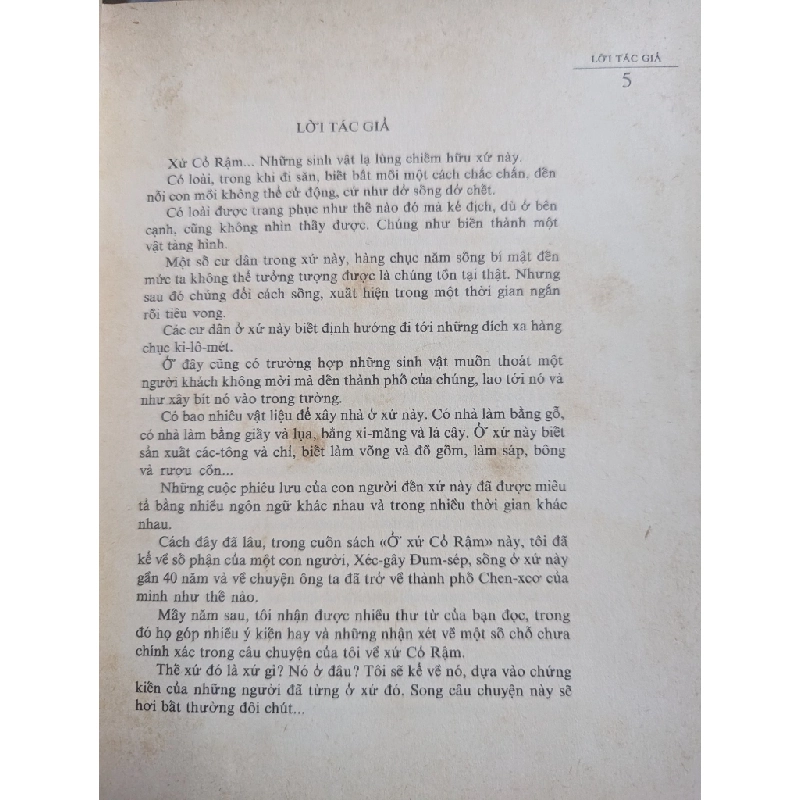 LỜI TÁC GIẢ
5
LỜI TÁC GIẢ
Xứ Cỏ Rậm... Những sinh vật lạ lùng chiếm hữu xứ này.
Có loài, trong khi đi săn, biết bắt mồi một cách chắc chắn, đến
nỗi con mồi không thể cử động, cứ như dở sống dở chết.
Có loài được trang phục như thế nào đó mà kẻ địch, dù ở bên
cạnh, cũng không nhìn thấy được. Chúng như biến thành một
vật tàng hình.
Một số cư dân trong xứ này, hàng chục năm sống bí mật đến
mức ta không thể tưởng tượng được là chúng tồn tại thật. Nhưng
sau đó chúng đổi cách sống, xuất hiện trong một thời gian ngắn
rồi tiêu vong.
Các cư dân ở xứ này biết định hướng đi tới những đích xa hàng
chục ki-lô-mét.
Ở đây cũng có trường hợp những sinh vật muốn thoát một
người khách không mời mà đến thành phố của chúng, lao tới nó và
như xây bít nó vào trong tường.
Có bao nhiêu vật liệu để xây nhà ở xứ này. Có nhà làm bằng gỗ,
có nhà làm bằng giấy và lụa, bằng xi-măng và lá cây. Ở xứ này biết
sản xuất các-tông và chỉ, biết làm võng và đồ gốm, làm sáp, bông
và rượu cồn...
Những cuộc phiêu lưu của con người đến xứ này đã được miêu
tả bằng nhiều ngôn ngữ khác nhau và trong nhiều thời gian khác
nhau.
Cách đây đã lâu, trong cuốn sách «Ở xứ Cỏ Rậm» này, tôi đã
kể về số phận của một con người, Xéc-gây Đum-sép, sống ở xứ này
gần 40 năm và về chuyện ông ta đã trở về thành phố Chen-xcơ của
mình như thế nào.
Mấy năm sau, tôi nhận được nhiều thư từ của bạn đọc, trong
đó họ góp nhiều ý kiến hay và những nhận xét về một số chỗ chưa
chính xác trong câu chuyện của tôi về xứ Cỏ Rậm.
Thế xứ đó là xứ gì? Nó ở đâu? Tôi sẽ kể về nó, dựa vào chứng
kiến của những người đã từng ở xứ đó. Song câu chuyện này sẽ
hơi bất thường đôi chút...